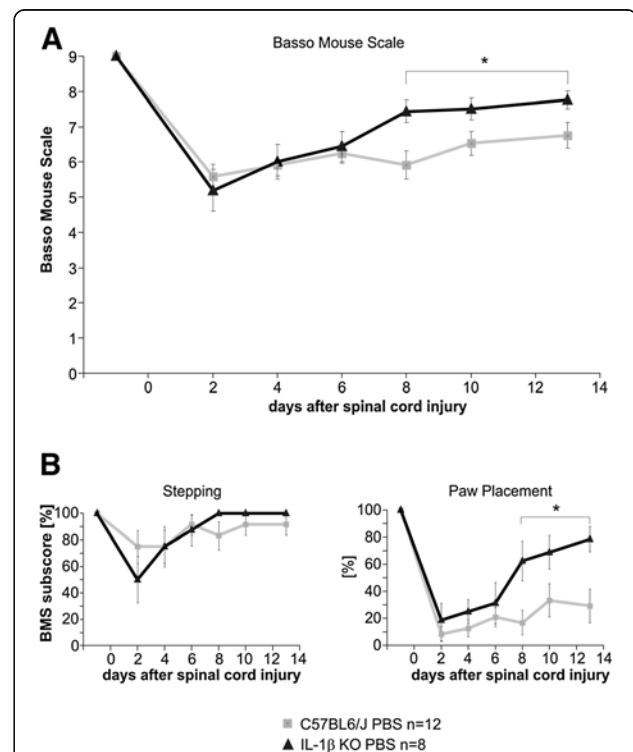 A
Basso Mouse Scale
*
Basso Mouse Scale
9
8
7
6
5
4
3
2
1
0
0 2 4 6 8 10 12 14
days after spinal cord injury
B
Stepping
BMS subscore [%]
100
80
60
40
20
0
0 2 4 6 8 10 12 14
days after spinal cord injury
Paw Placement
*
[%]
100
80
60
40
20
0
0 2 4 6 8 10 12 14
days after spinal cord injury
C57BL6/J PBS n=12
IL-1β KO PBS n=8